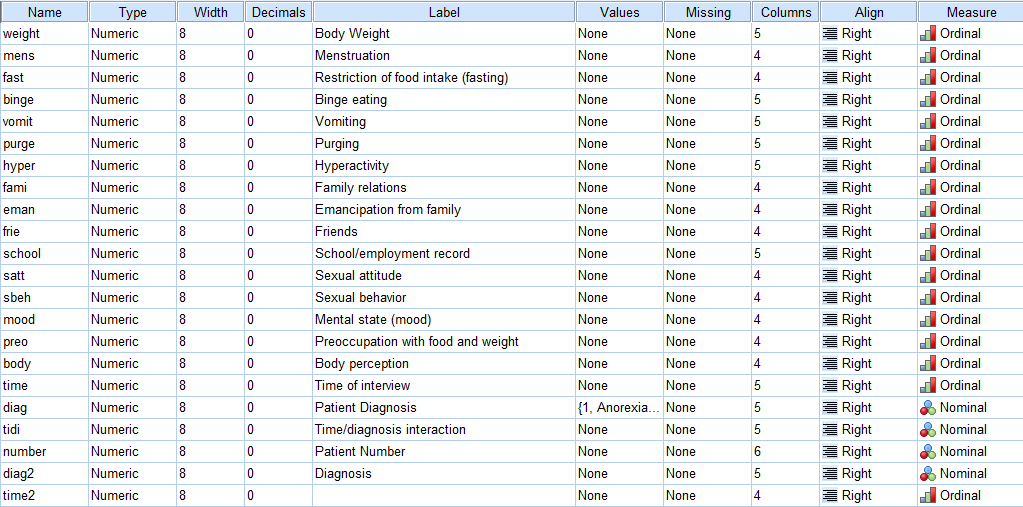 Name Type Width Decimals Label Values Missing Columns Align Measure
weight Numeric 8 0 Body Weight None None 5 Right Ordinal
mens Numeric 8 0 Menstruation None None 4 Right Ordinal
fast Numeric 8 0 Restriction of food intake (fasting) None None 4 Right Ordinal
binge Numeric 8 0 Binge eating None None 5 Right Ordinal
vomit Numeric 8 0 Vomiting None None 5 Right Ordinal
purge Numeric 8 0 Purging None None 5 Right Ordinal
hyper Numeric 8 0 Hyperactivity None None 5 Right Ordinal
fami Numeric 8 0 Family relations None None 4 Right Ordinal
eman Numeric 8 0 Emancipation from family None None 4 Right Ordinal
frie Numeric 8 0 Friends None None 4 Right Ordinal
school Numeric 8 0 School/employment record None None 5 Right Ordinal
satt Numeric 8 0 Sexual attitude None None 4 Right Ordinal
sbeh Numeric 8 0 Sexual behavior None None 4 Right Ordinal
mood Numeric 8 0 Mental state (mood) None None 4 Right Ordinal
preo Numeric 8 0 Preoccupation with food and weight None None 4 Right Ordinal
body Numeric 8 0 Body perception None None 4 Right Ordinal
time Numeric 8 0 Time of interview None None 5 Right Ordinal
diag Numeric 8 0 Patient Diagnosis {1, Anorexia... None 5 Right Nominal
tidi Numeric 8 0 Time/diagnosis interaction None None 5 Right Nominal
number Numeric 8 0 Patient Number None None 6 Right Nominal
diag2 Numeric 8 0 Diagnosis None None 5 Right Nominal
time2 Numeric 8 0 None None 4 Right Ordinal